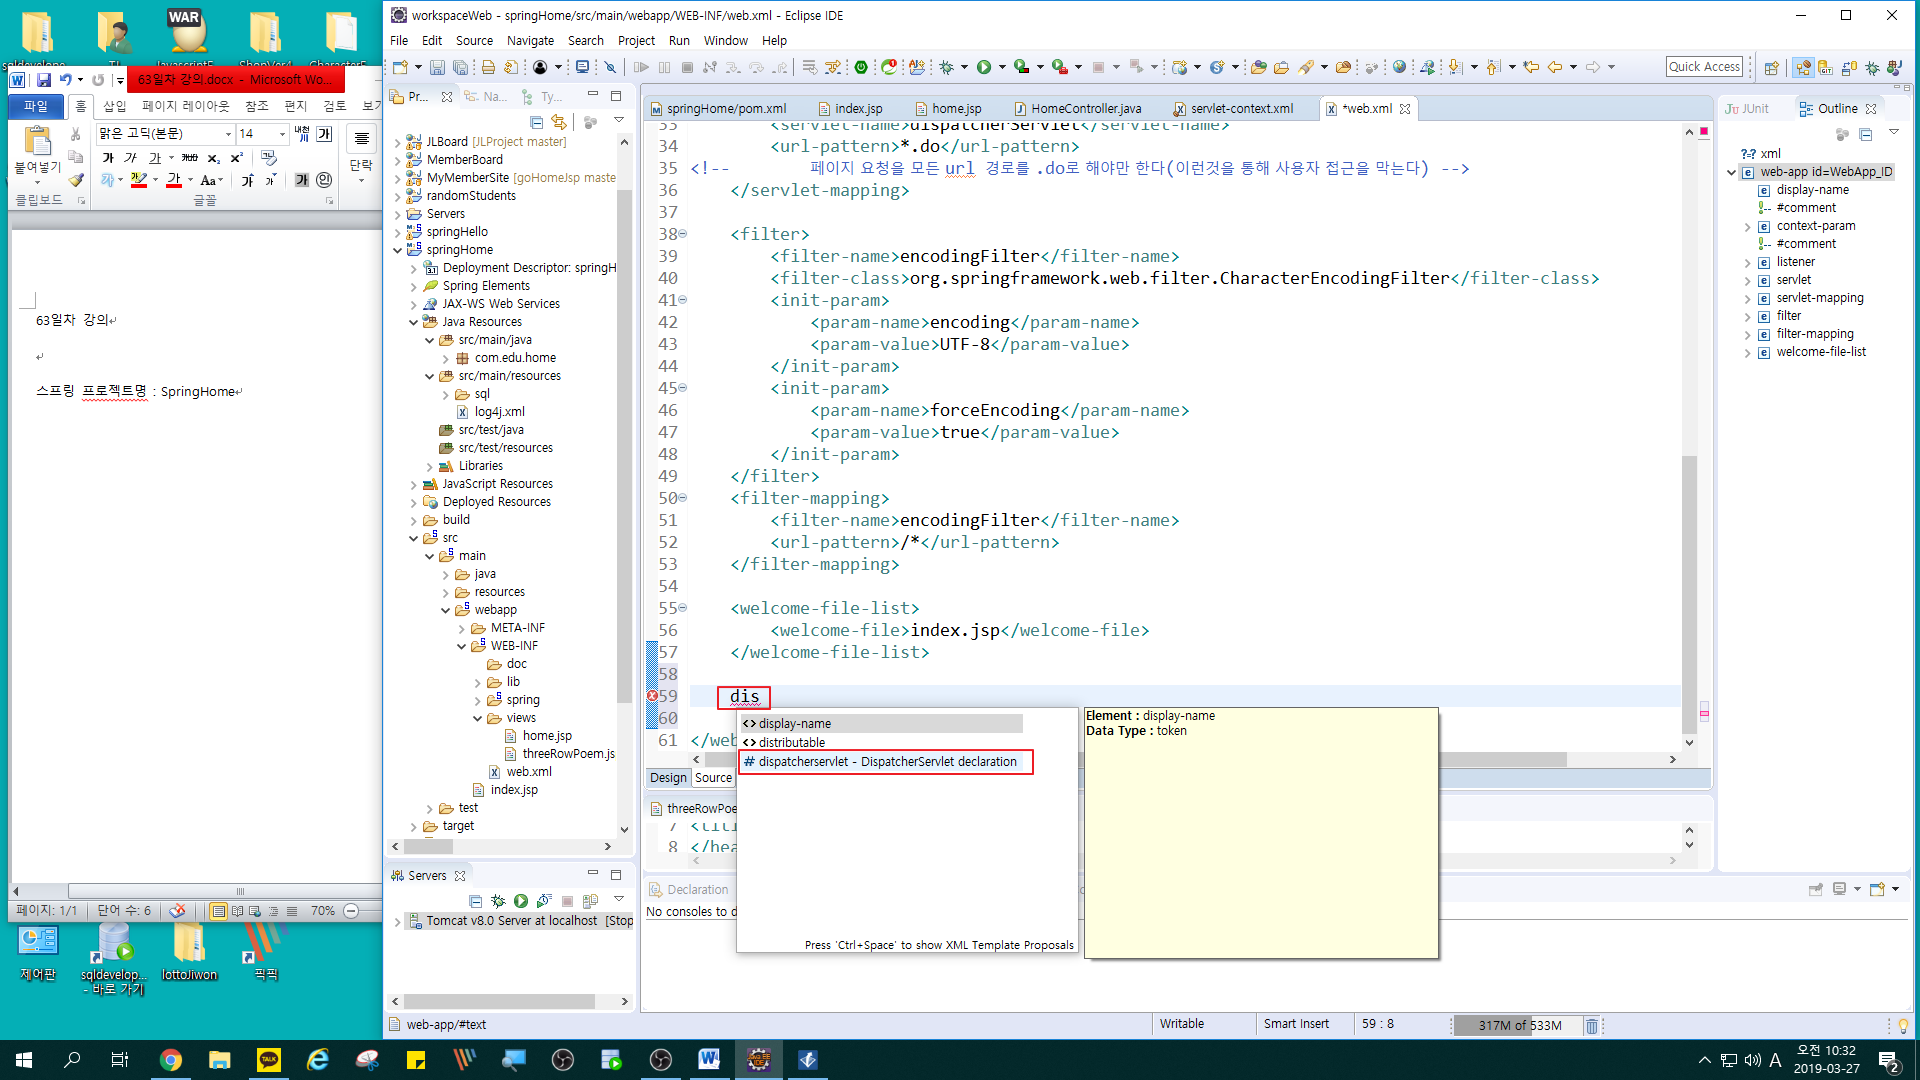 WAR
63일차 강의.docx - Microsoft Wo...
파일
홈
삽입
페이지 레이아웃
참조
편지
검토
붙여넣기
클립보드
맑은 고딕(본문)
14
글꼴
단락
63일차 강의
스프링 프로젝트명 : SpringHome
페이지: 1/1
단어 수: 6
70%
제어판
sqldevelop... - 바로 가기
lottoJiwon
픽픽
workspaceWeb - springHome/src/main/webapp/WEB-INF/web.xml - Eclipse IDE
File Edit Source Navigate Search Project Run Window Help
Quick Access
Pr... Na... Ty...
JLBoard [JLProject master]
MemberBoard
MyMemberSite [goHomeJsp maste
randomStudents
Servers
springHello
springHome
Deployment Descriptor: springH
Spring Elements
JAX-WS Web Services
Java Resources
src/main/java
com.edu.home
src/main/resources
sql
log4j.xml
src/test/java
src/test/resources
Libraries
JavaScript Resources
Deployed Resources
build
src
main
java
resources
webapp
META-INF
WEB-INF
doc
lib
spring
views
home.jsp
threeRowPoem.js
web.xml
index.jsp
test
target
Servers
Tomcat v8.0 Server at localhost [Stop
springHome/pom.xml index.jsp home.jsp HomeController.java servlet-context.xml *web.xml
33 <servlet-name>dispatcherServlet</servlet-name>
34 <url-pattern>*.do</url-pattern>
35 <!-- 페이지 요청을 모든 url 경로를 .do로 해야만 한다(이런것을 통해 사용자 접근을 막는다) -->
36 </servlet-mapping>
37
38 <filter>
39 <filter-name>encodingFilter</filter-name>
40 <filter-class>org.springframework.web.filter.CharacterEncodingFilter</filter-class>
41 <init-param>
42 <param-name>encoding</param-name>
43 <param-value>UTF-8</param-value>
44 </init-param>
45 <init-param>
46 <param-name>forceEncoding</param-name>
47 <param-value>true</param-value>
48 </init-param>
49 </filter>
50 <filter-mapping>
51 <filter-name>encodingFilter</filter-name>
52 <url-pattern>/*</url-pattern>
53 </filter-mapping>
54
55 <welcome-file-list>
56 <welcome-file>index.jsp</welcome-file>
57 </welcome-file-list>
58
59 dis
60
61 </web
display-name
distributable
# dispatcherservlet - DispatcherServlet declaration
Press 'Ctrl+Space' to show XML Template Proposals
Element : display-name
Data Type : token
Design Source
threeRowPoe
7 <titl
8 </hea
Declaration
No consoles to d
JUnit Outline
xml
web-app id=WebApp_ID
display-name
#comment
context-param
#comment
listener
servlet
servlet-mapping
filter
filter-mapping
welcome-file-list
web-app/#text
Writable
Smart Insert
59 : 8
317M of 533M
TALK
A
오전 10:32
2019-03-27
2